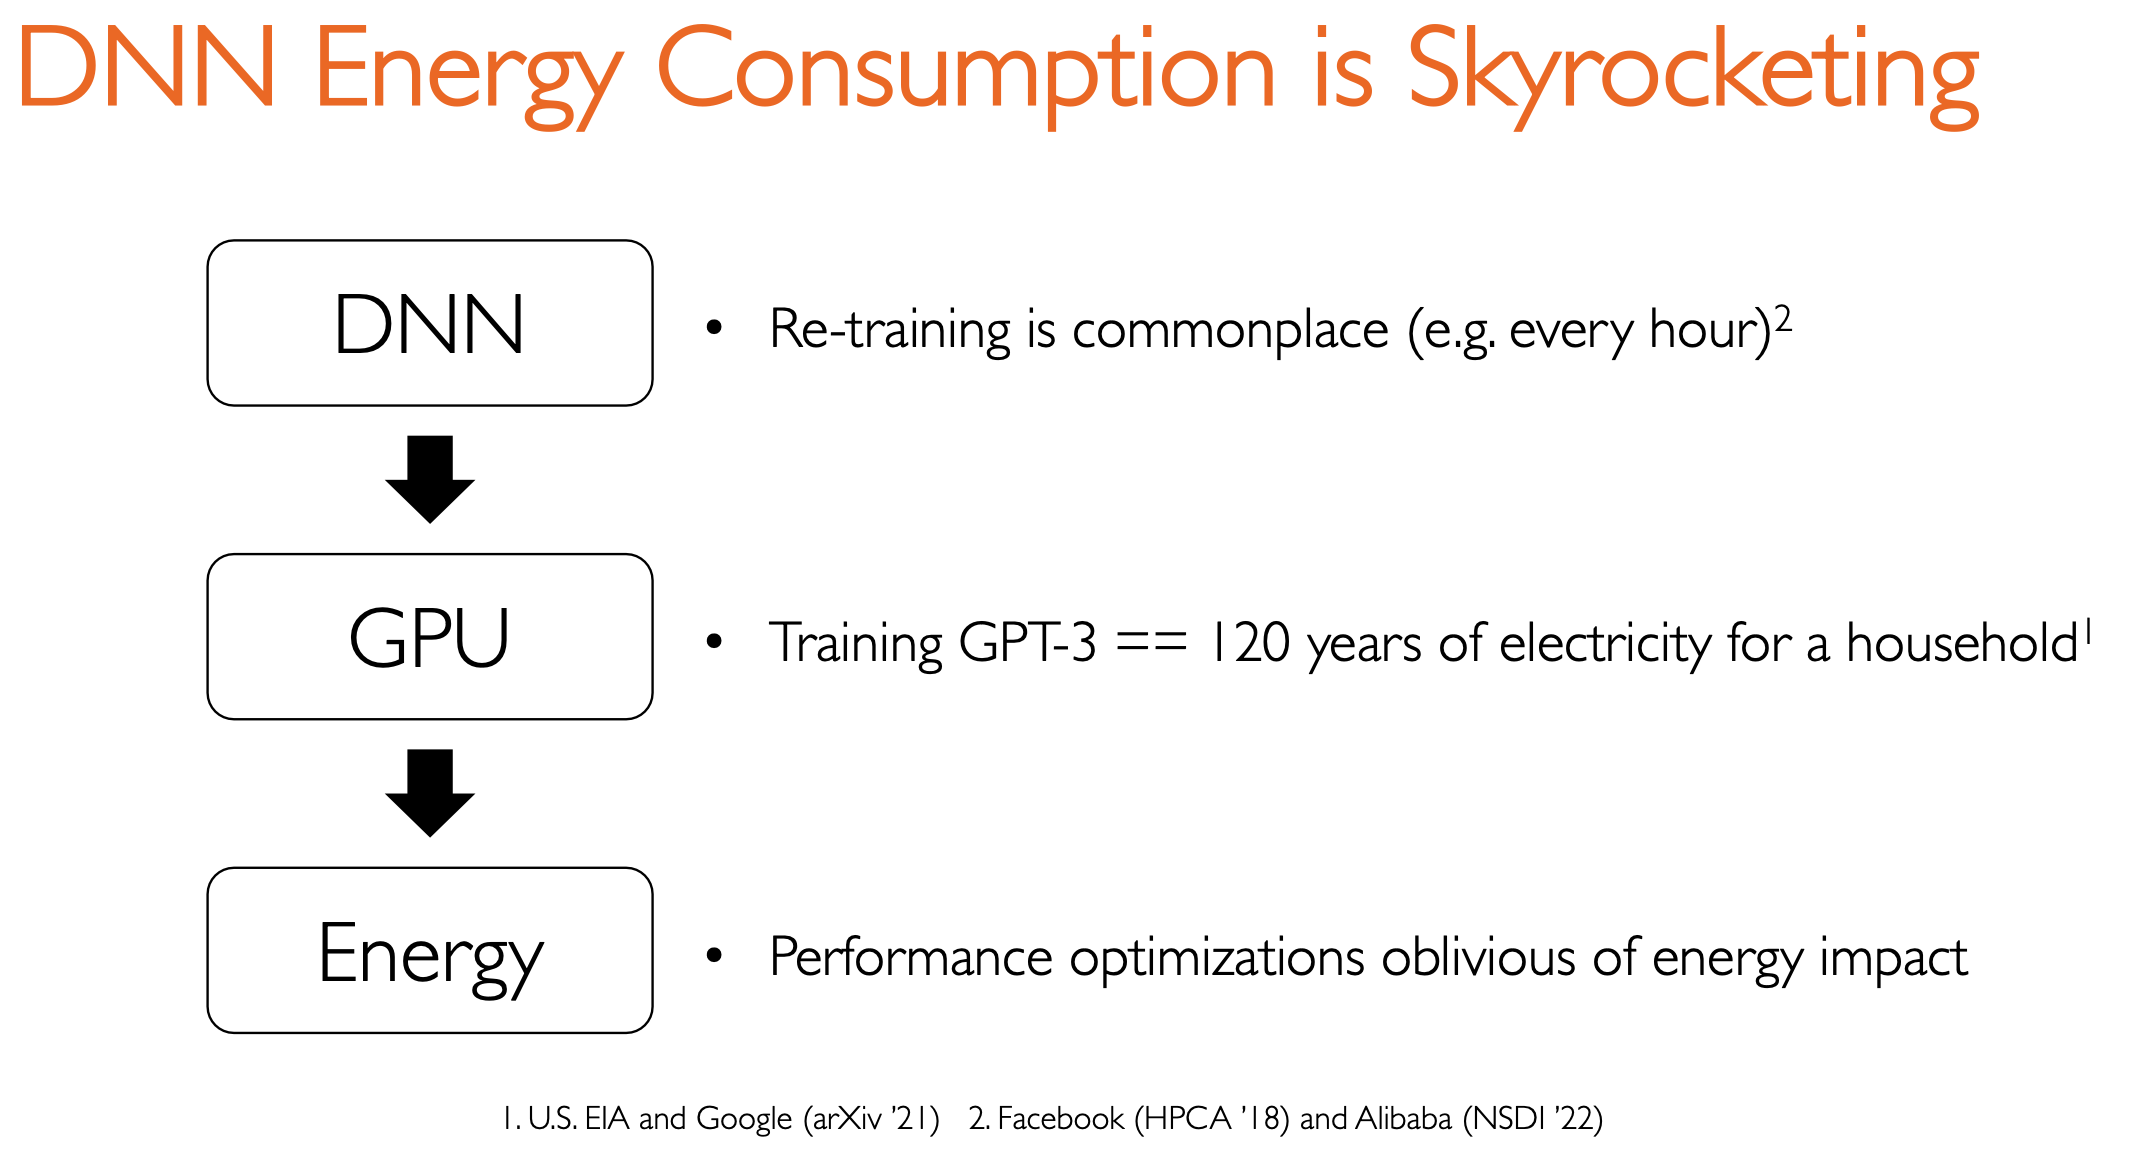 DNN Energy Consumption is Skyrocketing
DNN
• Re-training is commonplace (e.g. every hour)²
GPU
• Training GPT-3 == 120 years of electricity for a household¹
Energy
• Performance optimizations oblivious of energy impact
1. U.S. EIA and Google (arXiv ’21) 2. Facebook (HPCA ’18) and Alibaba (NSDI ’22)